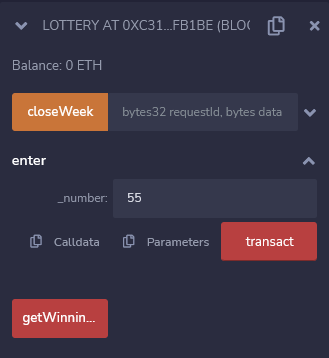 LOTTERY AT 0XC31...FB1BE (BLOC
Balance: 0 ETH
closeWeek bytes32 requestId, bytes data
enter
_number: 55
Calldata Parameters transact
getWinnin...